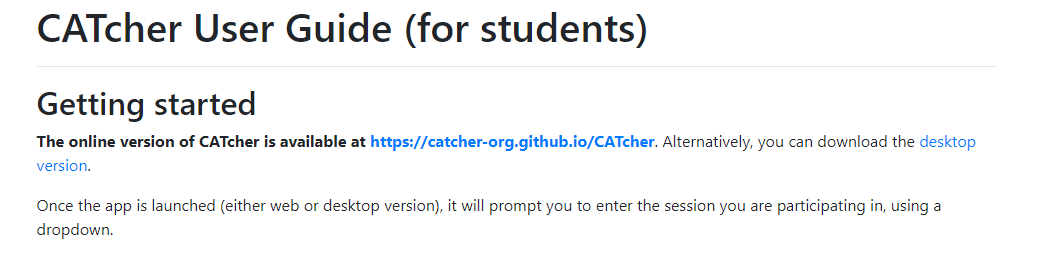 CATcher User Guide (for students)
Getting started
The online version of CATcher is available at https://catcher-org.github.io/CATcher. Alternatively, you can download the desktop
version.
Once the app is launched (either web or desktop version), it will prompt you to enter the session you are participating in, using a
dropdown.